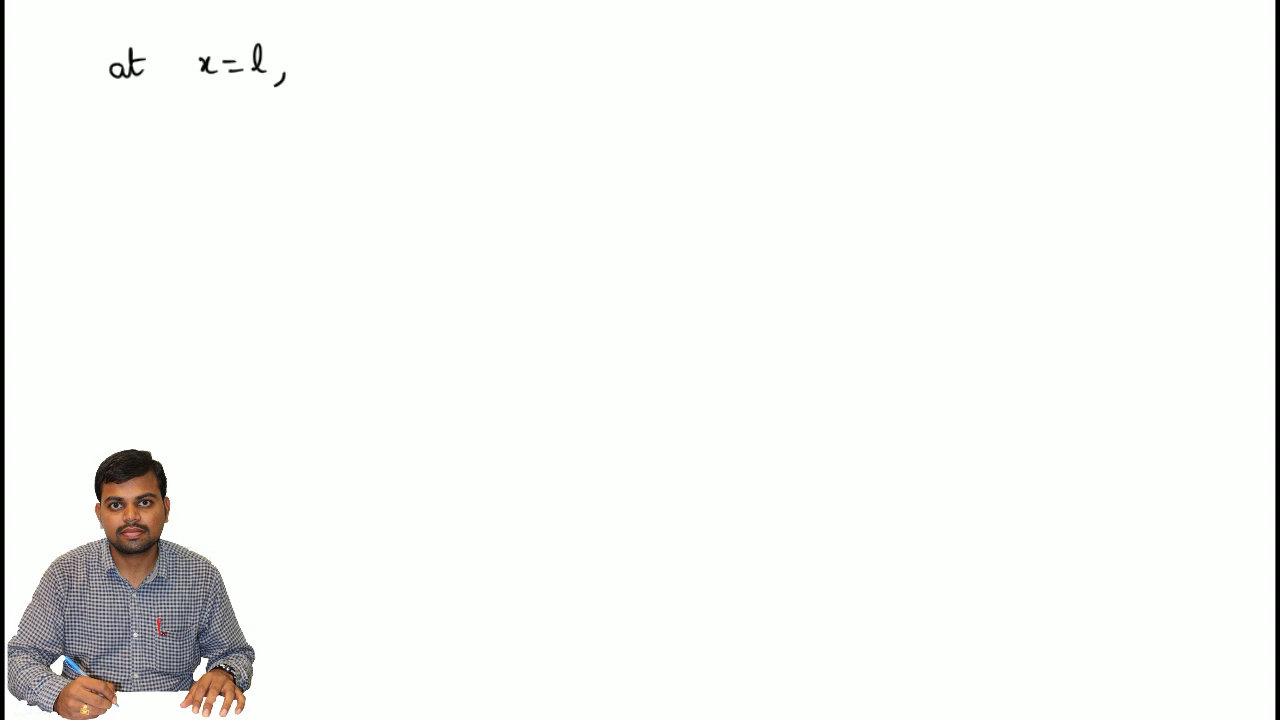 at x = l,